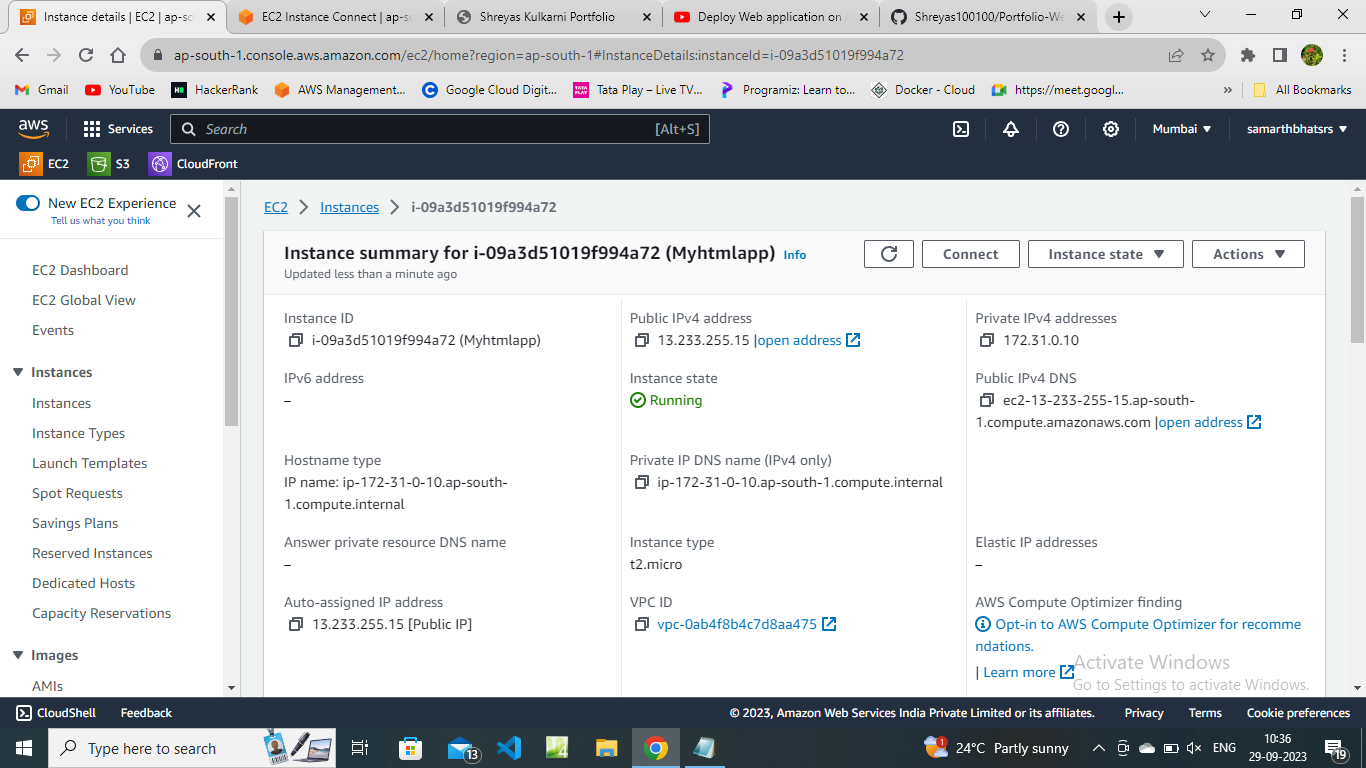 Instance details | EC2 | ap-so
EC2 Instance Connect | ap-so
Shreyas Kulkarni Portfolio
Deploy Web application on
Shreyas100100/Portfolio-We
ap-south-1.console.aws.amazon.com/ec2/home?region=ap-south-1#InstanceDetails:instanceId=i-09a3d51019f994a72
Gmail
YouTube
HackerRank
AWS Management...
Google Cloud Digit...
Tata Play – Live TV...
Programiz: Learn to...
Docker - Cloud
https://meet.googl...
»
All Bookmarks
aws
Services
Search
[Alt+S]
Mumbai
samarthbhatsrs
EC2
S3
CloudFront
New EC2 Experience
Tell us what you think
EC2 Dashboard
EC2 Global View
Events
Instances
Instances
Instance Types
Launch Templates
Spot Requests
Savings Plans
Reserved Instances
Dedicated Hosts
Capacity Reservations
Images
AMIs
EC2 > Instances > i-09a3d51019f994a72
Instance summary for i-09a3d51019f994a72 (Myhtmlapp) Info
Updated less than a minute ago
Connect
Instance state
Actions
Instance ID
i-09a3d51019f994a72 (Myhtmlapp)
Public IPv4 address
13.233.255.15 |open address
Private IPv4 addresses
172.31.0.10
IPv6 address
–
Instance state
Running
Public IPv4 DNS
ec2-13-233-255-15.ap-south-
1.compute.amazonaws.com |open address
Hostname type
IP name: ip-172-31-0-10.ap-south-
1.compute.internal
Private IP DNS name (IPv4 only)
ip-172-31-0-10.ap-south-1.compute.internal
Answer private resource DNS name
–
Instance type
t2.micro
Elastic IP addresses
–
Auto-assigned IP address
13.233.255.15 [Public IP]
VPC ID
vpc-0ab4f8b4c7d8aa475
AWS Compute Optimizer finding
Opt-in to AWS Compute Optimizer for recomme
ndations.
| Learn more
Activate Windows
Go to Settings to activate Windows.
CloudShell
Feedback
© 2023, Amazon Web Services India Private Limited or its affiliates.
Privacy
Terms
Cookie preferences
Type here to search
13
24°C Partly sunny
ENG
10:36
29-09-2023
19